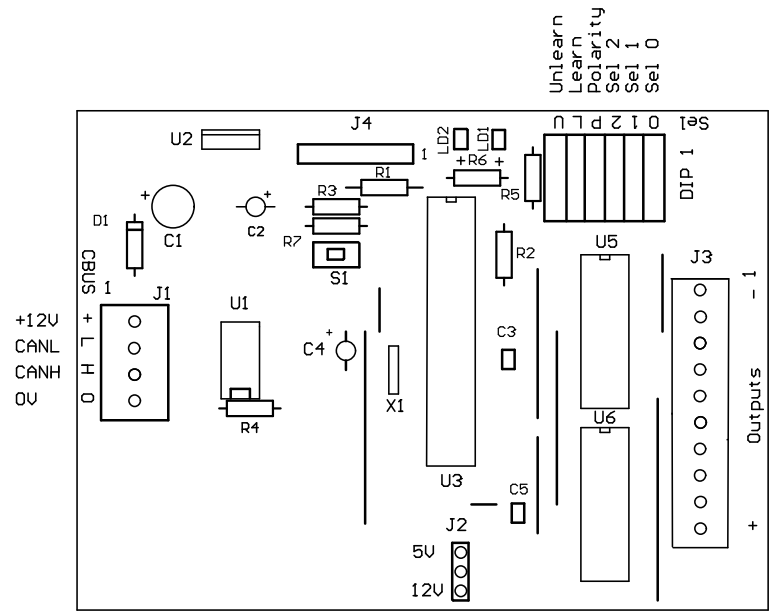 Unlearn
Learn
Polarity
Sel 2
Sel 1
Sel 0
U L P 2 1 0 Sel
DIP 1
U2
J4
1
LD2
LD1
+ R6 +
R1
R5
R3
D1
+
C1
+
C2
R7
S1
R2
U5
J3
- 1
CBUS
1
J1
U1
+12V
+
CANL
L
CANH
H
0V
0
+
C4
X1
C3
R4
U6
Outputs
U3
C5
+
J2
5V
12V